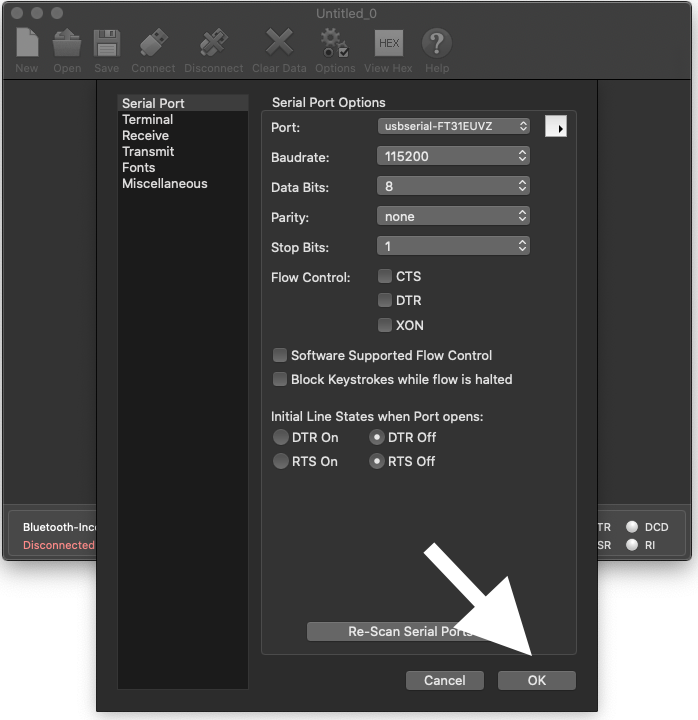 Untitled_0
New Open Save Connect Disconnect Clear Data Options View Hex Help
HEX
Serial Port
Terminal
Receive
Transmit
Fonts
Miscellaneous
Serial Port Options
Port: usbserial-FT31EUVZ
Baudrate: 115200
Data Bits: 8
Parity: none
Stop Bits: 1
Flow Control: CTS
DTR
XON
Software Supported Flow Control
Block Keystrokes while flow is halted
Initial Line States when Port opens:
DTR On DTR Off
RTS On RTS Off
Bluetooth-Inc
Disconnected
TR DCD
SR RI
Re-Scan Serial Ports
Cancel OK